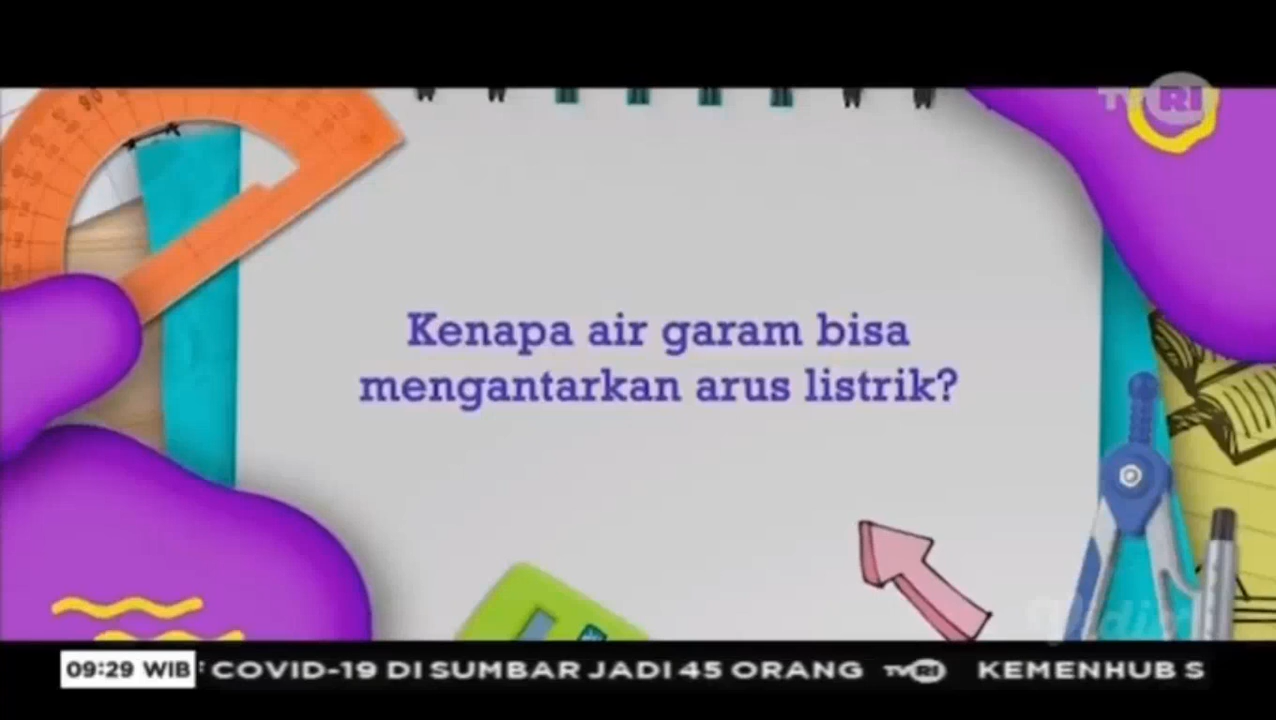 TVRI
Kenapa air garam bisa
mengantarkan arus listrik?
09:29 WIB
COVID-19 DI SUMBAR JADI 45 ORANG TVRI KEMENHUB S